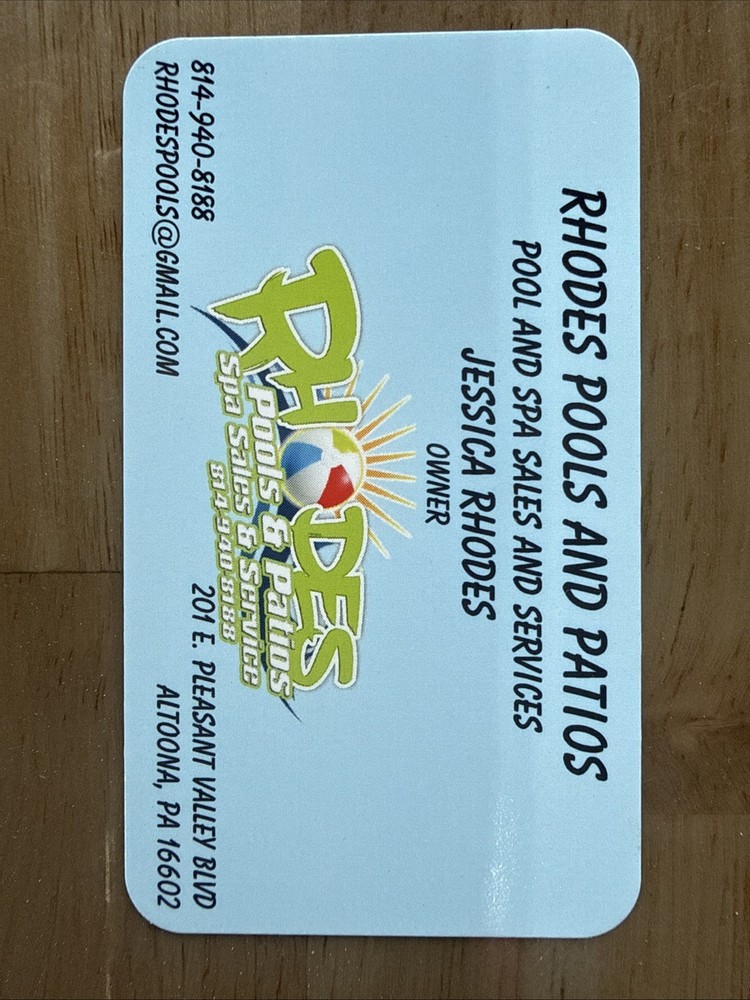 RHODES POOLS AND PATIOS
POOL AND SPA SALES AND SERVICES
JESSICA RHODES
OWNER
RHODES
Pools & Patios
Spa Sales & Service
814-940-8188
814-940-8188
RHODESPOOLS@GMAIL.COM
201 E. PLEASANT VALLEY BLVD
ALTOONA, PA 16602